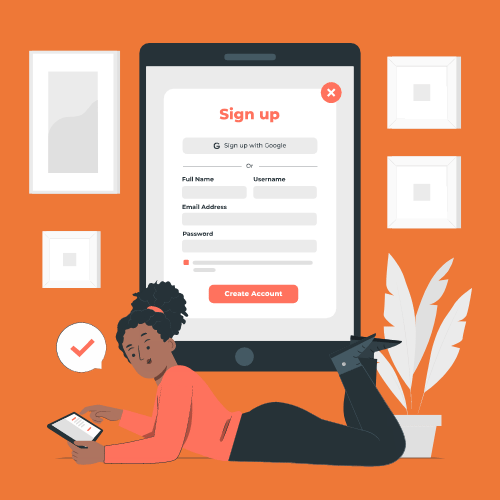 Sign up
G Sign up with Google
Or
Full Name Username
Email Address
Password
Create Account